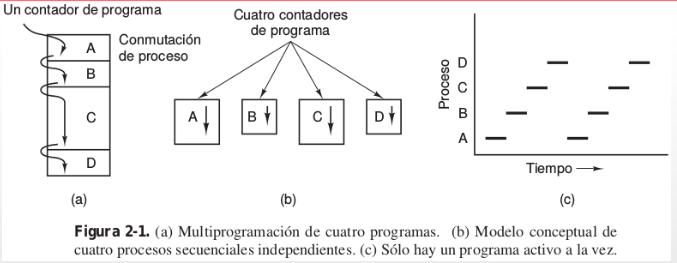 Un contador de programa
A
B
C
D
Conmutación
de proceso
(a)
Cuatro contadores
de programa
A
B
C
D
(b)
Proceso
D
C
B
A
Tiempo
(c)
Figura 2-1. (a) Multiprogramación de cuatro programas. (b) Modelo conceptual de
cuatro procesos secuenciales independientes. (c) Sólo hay un programa activo a la vez.